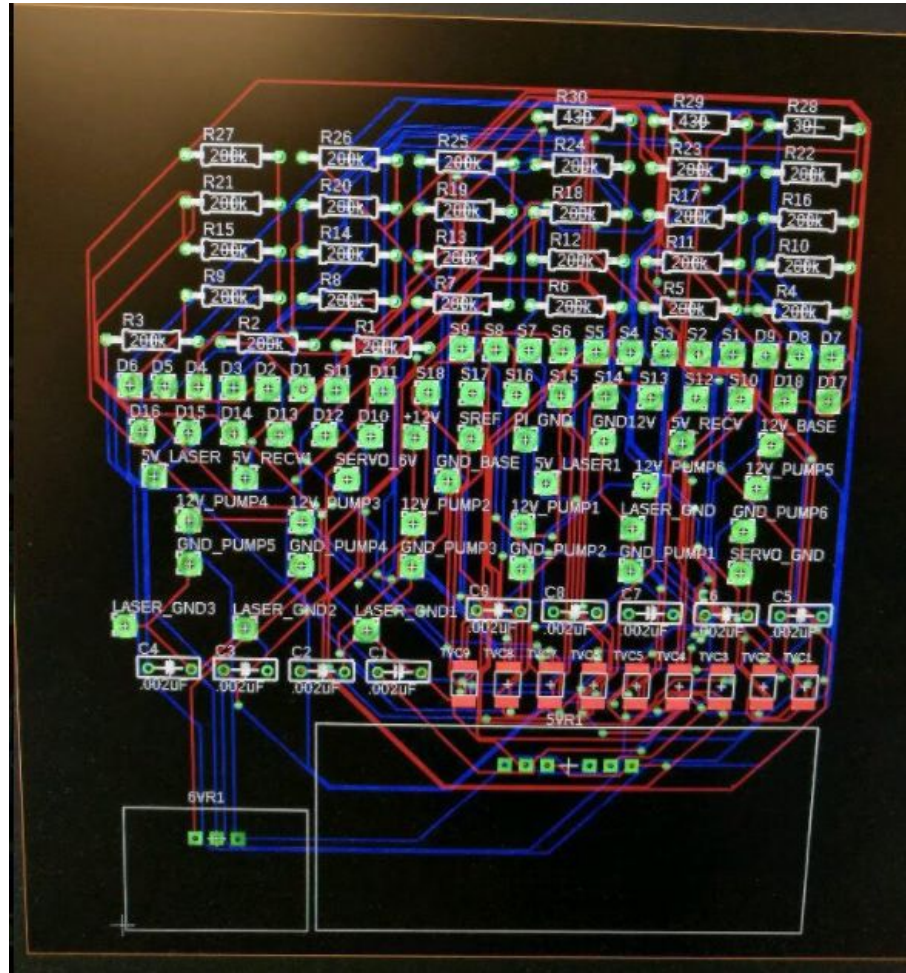 R30 R29 R28
430 430 30
R27 R26 R25 R24 R23 R22
200k 200k 200k 200k 200k 200k
R21 R20 R19 R18 R17 R16
200k 200k 200k 200k 200k 200k
R15 R14 R13 R12 R11 R10
200k 200k 200k 200k 200k 200k
R9 R8 R7 R6 R5 R4
200k 200k 200k 200k 200k 200k
R3 R2 R1 S9 S8 S7 S6 S5 S4 S3 S2 S1 D9 D8 D7
200k 200k 200k
D6 D5 D4 D3 D2 D1 S11 D11 S18 S17 S16 S15 S14 S13 S12 S10 D18 D17
D16 D15 D14 D13 D12 D10 +12V SREF PI_GND GND12V 5V_RECV 12V_BASE
5V_LASER 5V_RECV1 SERVO_6V GND_BASE 5V_LASER1 12V_PUMP6 12V_PUMP5
12V_PUMP4 12V_PUMP3 12V_PUMP2 12V_PUMP1 LASER_GND GND_PUMP6
GND_PUMP5 GND_PUMP4 GND_PUMP3 GND_PUMP2 GND_PUMP1 SERVO_GND
C9 C8 C7 C6 C5
.002uF .002uF .002uF .002uF .002uF
LASER_GND3 LASER_GND2 LASER_GND1
C4 C3 C2 C1
.002uF .002uF .002uF .002uF
TVC9 TVC8 TVC7 TVC6 TVC5 TVC4 TVC3 TVC2 TVC1
5VR1
6VR1